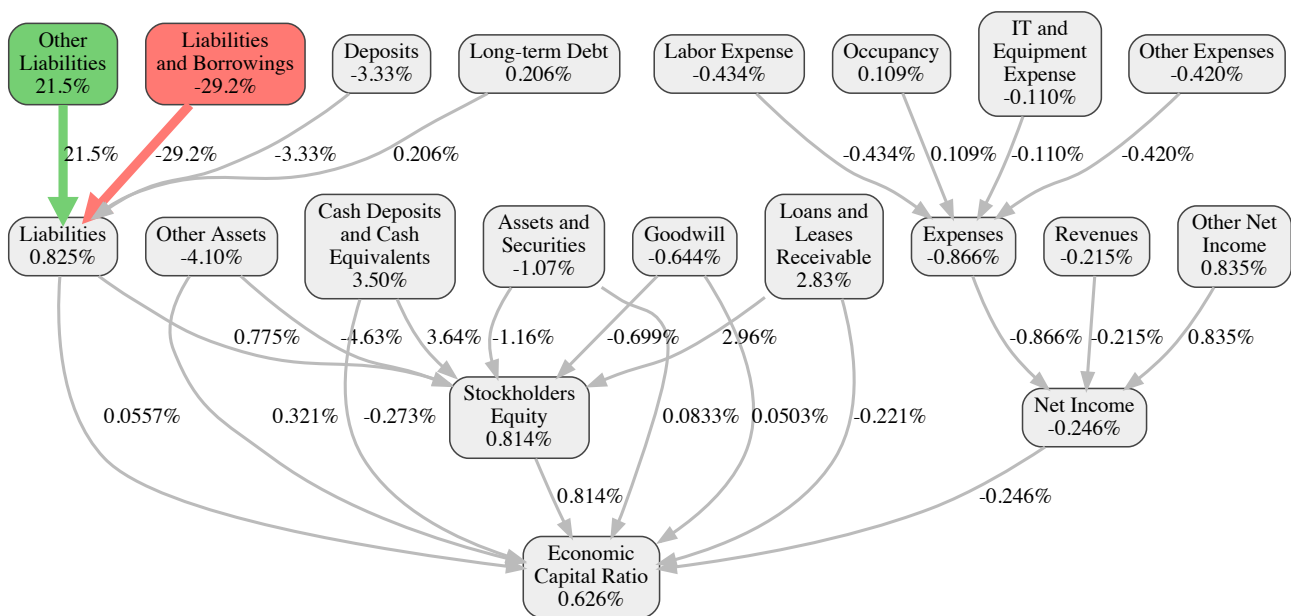 Other
Liabilities
21.5%
Liabilities
and Borrowings
-29.2%
Deposits
-3.33%
Long-term Debt
0.206%
Labor Expense
-0.434%
Occupancy
0.109%
IT and
Equipment
Expense
-0.110%
Other Expenses
-0.420%
21.5%
-29.2%
-3.33%
0.206%
-0.434%
0.109%
-0.110%
-0.420%
Liabilities
0.825%
Other Assets
-4.10%
Cash Deposits
and Cash
Equivalents
3.50%
Assets and
Securities
-1.07%
Goodwill
-0.644%
Loans and
Leases
Receivable
2.83%
Expenses
-0.866%
Revenues
-0.215%
Other Net
Income
0.835%
0.775%
-4.63%
3.64%
-1.16%
-0.699%
2.96%
-0.866%
-0.215%
0.835%
Stockholders
Equity
0.814%
Net Income
-0.246%
0.0557%
0.321%
-0.273%
0.0833%
0.0503%
-0.221%
0.814%
-0.246%
Economic
Capital Ratio
0.626%